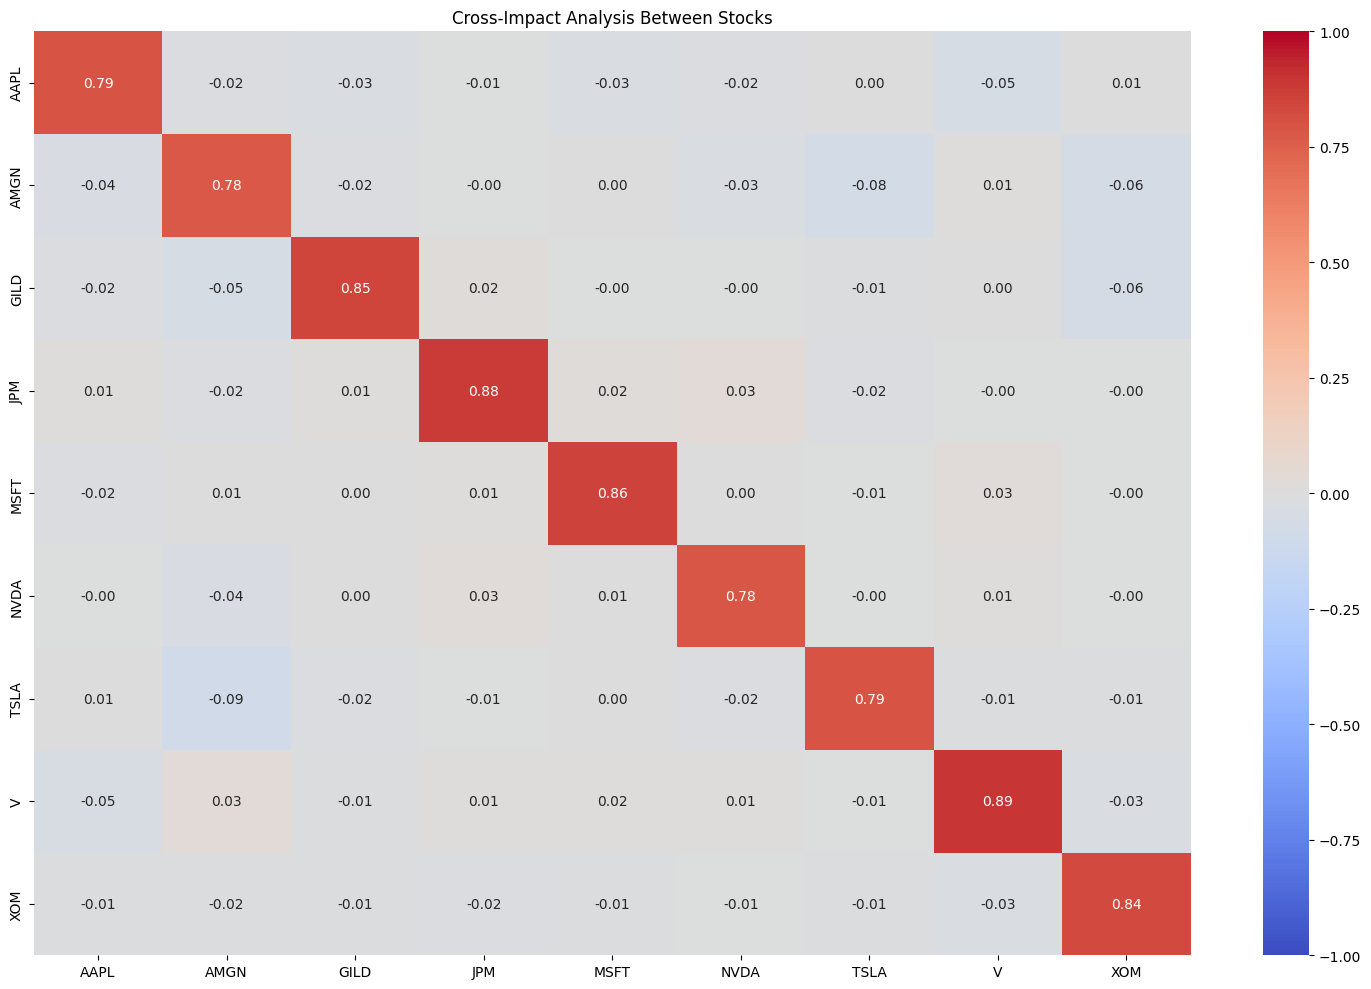 Cross-Impact Analysis Between Stocks
AAPL 0.79 -0.02 -0.03 -0.01 -0.03 -0.02 0.00 -0.05 0.01
AMGN -0.04 0.78 -0.02 -0.00 0.00 -0.03 -0.08 0.01 -0.06
GILD -0.02 -0.05 0.85 0.02 -0.00 -0.00 -0.01 0.00 -0.06
JPM 0.01 -0.02 0.01 0.88 0.02 0.03 -0.02 -0.00 -0.00
MSFT -0.02 0.01 0.00 0.01 0.86 0.00 -0.01 0.03 -0.00
NVDA -0.00 -0.04 0.00 0.03 0.01 0.78 -0.00 0.01 -0.00
TSLA 0.01 -0.09 -0.02 -0.01 0.00 -0.02 0.79 -0.01 -0.01
V -0.05 0.03 -0.01 0.01 0.02 0.01 -0.01 0.89 -0.03
XOM -0.01 -0.02 -0.01 -0.02 -0.01 -0.01 -0.01 -0.03 0.84
AAPL AMGN GILD JPM MSFT NVDA TSLA V XOM
1.00
0.75
0.50
0.25
0.00
−0.25
−0.50
−0.75
−1.00